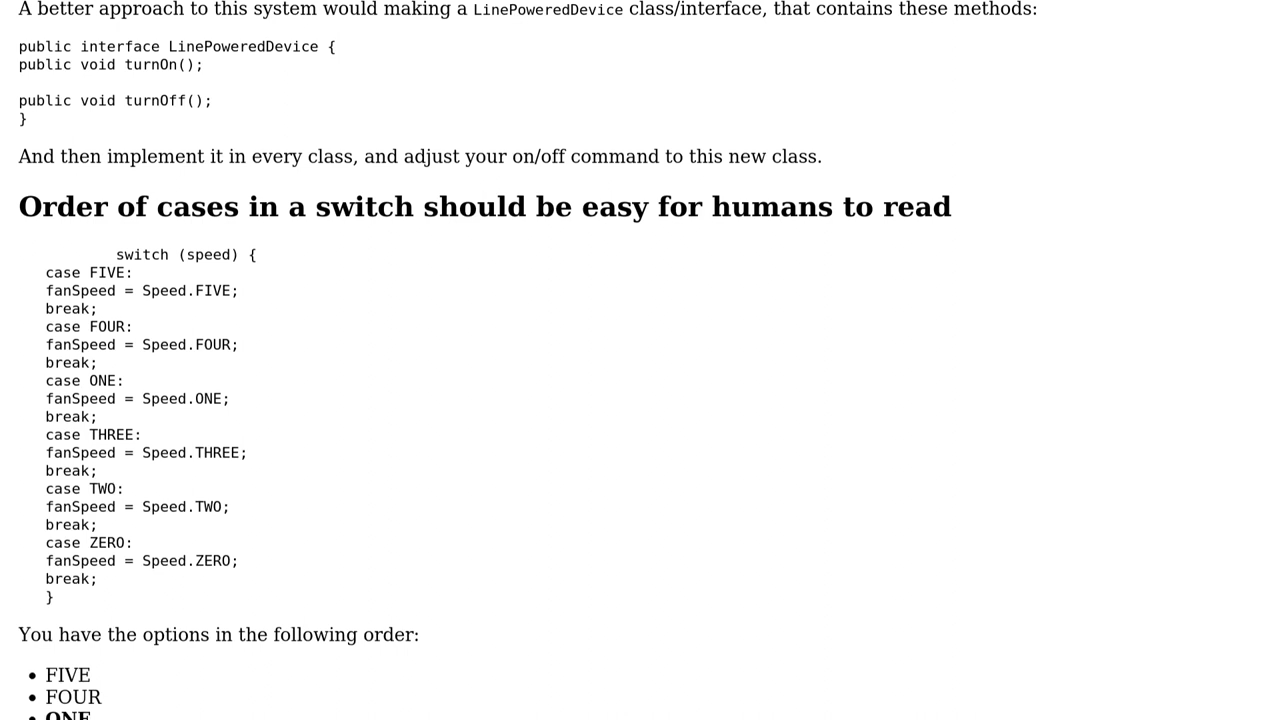 A better approach to this system would making a LinePoweredDevice class/interface, that contains these methods:
public interface LinePoweredDevice {
public void turnOn();
public void turnOff();
}
And then implement it in every class, and adjust your on/off command to this new class.
Order of cases in a switch should be easy for humans to read
switch (speed) {
case FIVE:
fanSpeed = Speed.FIVE;
break;
case FOUR:
fanSpeed = Speed.FOUR;
break;
case ONE:
fanSpeed = Speed.ONE;
break;
case THREE:
fanSpeed = Speed.THREE;
break;
case TWO:
fanSpeed = Speed.TWO;
break;
case ZERO:
fanSpeed = Speed.ZERO;
break;
}
You have the options in the following order:
• FIVE
• FOUR
• ONE